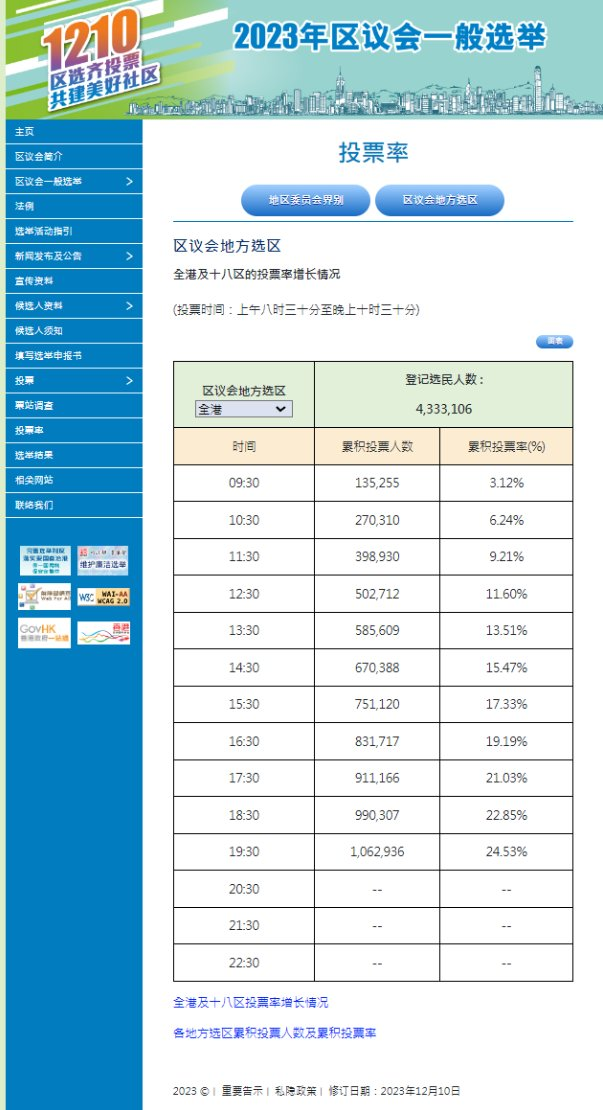 1210
区选齐投票
共建美好社区
2023年区议会一般选举
主页
区议会简介
区议会一般选举
法例
选举活动指引
新闻发布及公告
宣传资料
候选人资料
候选人须知
填写选举申报书
投票
票站调查
投票率
选举结果
相关网站
联络我们
维护廉洁选举
W3C WAI-AA
WCAG 2.0
GovHK
香港政府一站通
投票率
地区委员会界别
区议会地方选区
区议会地方选区
全港及十八区的投票率增长情况
(投票时间：上午八时三十分至晚上十时三十分)
图表
区议会地方选区
全港
登记选民人数：
4,333,106
时间 累积投票人数 累积投票率(%)
09:30 135,255 3.12%
10:30 270,310 6.24%
11:30 398,930 9.21%
12:30 502,712 11.60%
13:30 585,609 13.51%
14:30 670,388 15.47%
15:30 751,120 17.33%
16:30 831,717 19.19%
17:30 911,166 21.03%
18:30 990,307 22.85%
19:30 1,062,936 24.53%
20:30 -- --
21:30 -- --
22:30 -- --
全港及十八区投票率增长情况
各地方选区累积投票人数及累积投票率
2023 © | 重要告示 | 私隐政策 | 修订日期：2023年12月10日